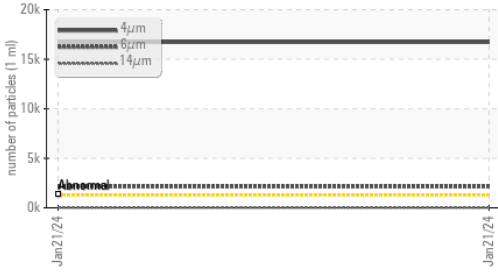 20k
15k
10k
5k
0k
number of particles (1 ml)
4µm
6µm
14µm
Abnormal
Jan21/24
Jan21/24